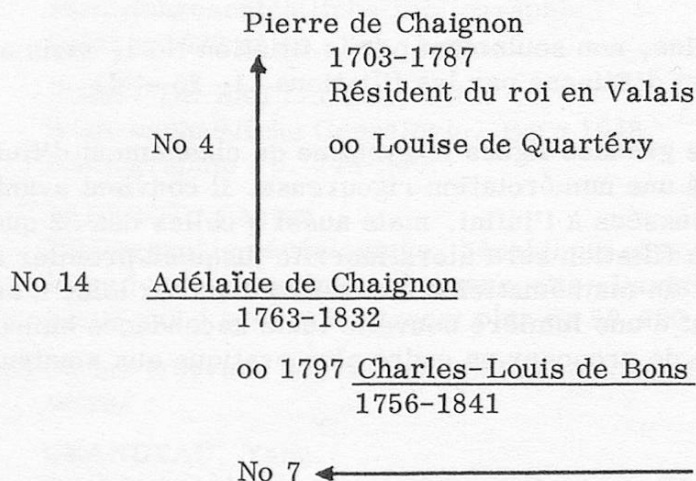 Pierre de Chaignon
1703-1787
Résident du roi en Valais
No 4 oo Louise de Quartéry
No 14 Adélaïde de Chaignon
1763-1832
oo 1797 Charles-Louis de Bons
1756-1841
No 7